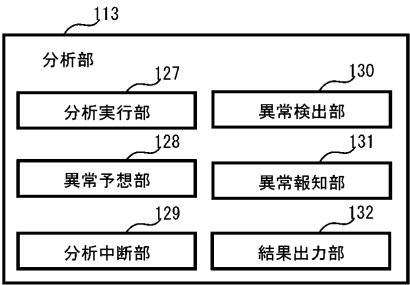 113
分析部
127
分析実行部
130
異常検出部
128
異常予想部
131
異常報知部
129
分析中断部
132
結果出力部